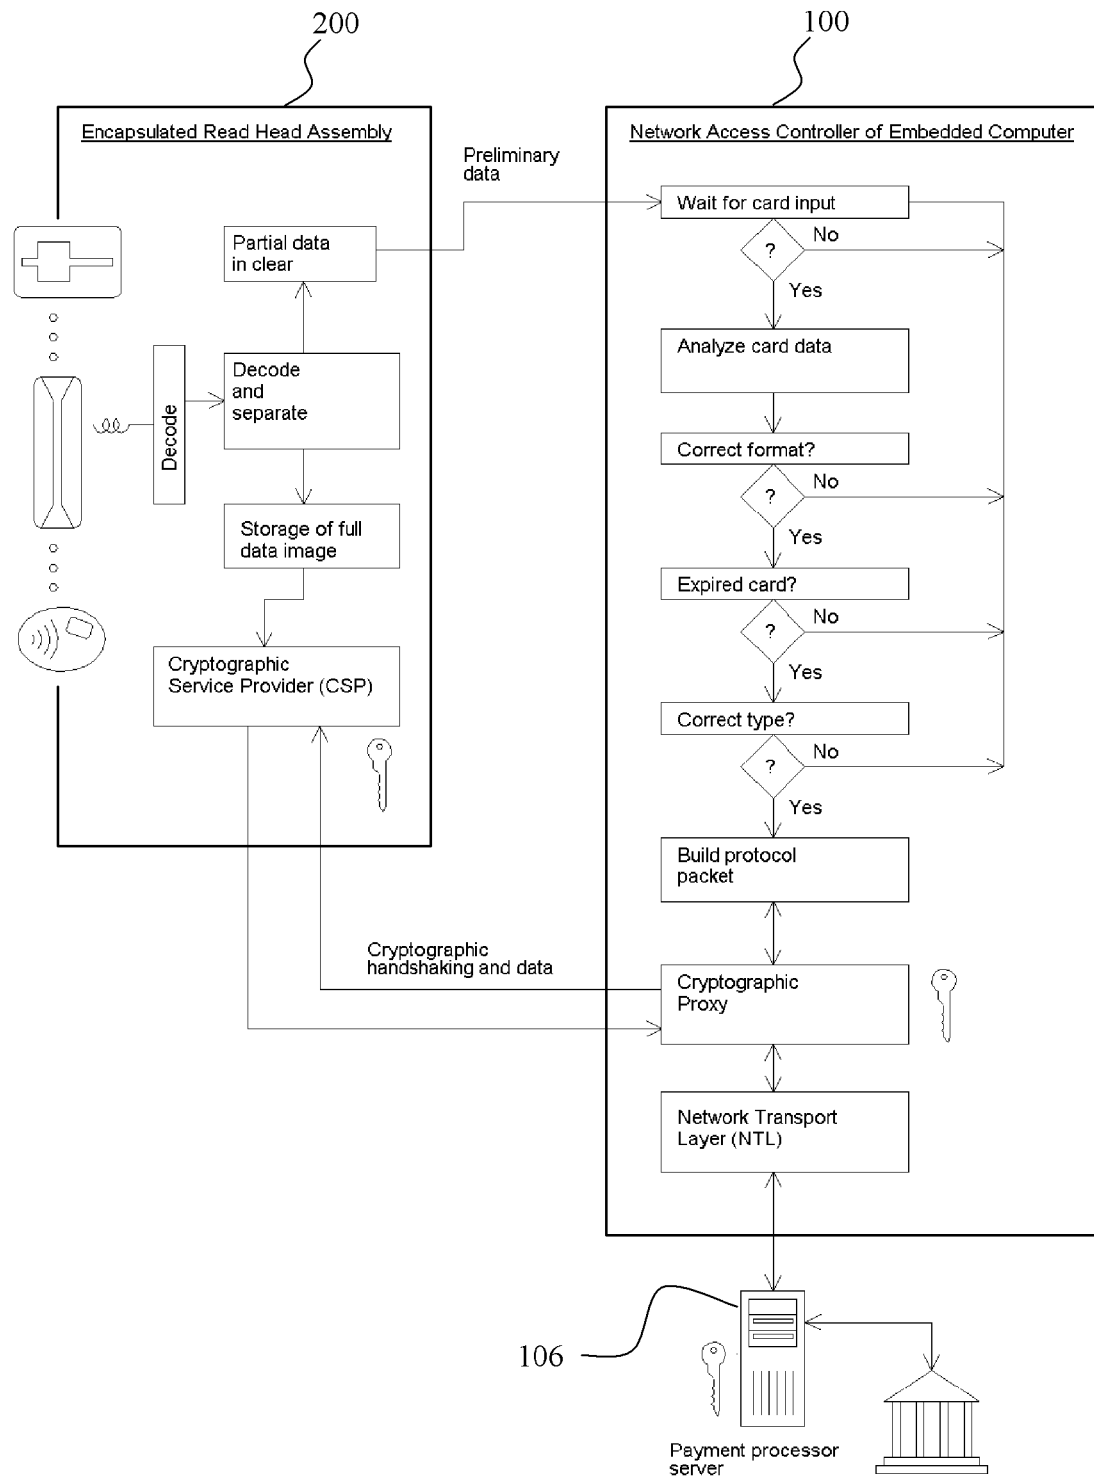 200
100
Encapsulated Read Head Assembly
Network Access Controller of Embedded Computer
Preliminary
data
Partial data
in clear
Decode
Decode
and
separate
Storage of full
data image
Cryptographic
Service Provider (CSP)
Wait for card input
?
No
Yes
Analyze card data
Correct format?
?
No
Yes
Expired card?
?
No
Yes
Correct type?
?
No
Yes
Build protocol
packet
Cryptographic
handshaking and data
Cryptographic
Proxy
Network Transport
Layer (NTL)
106
Payment processor
server